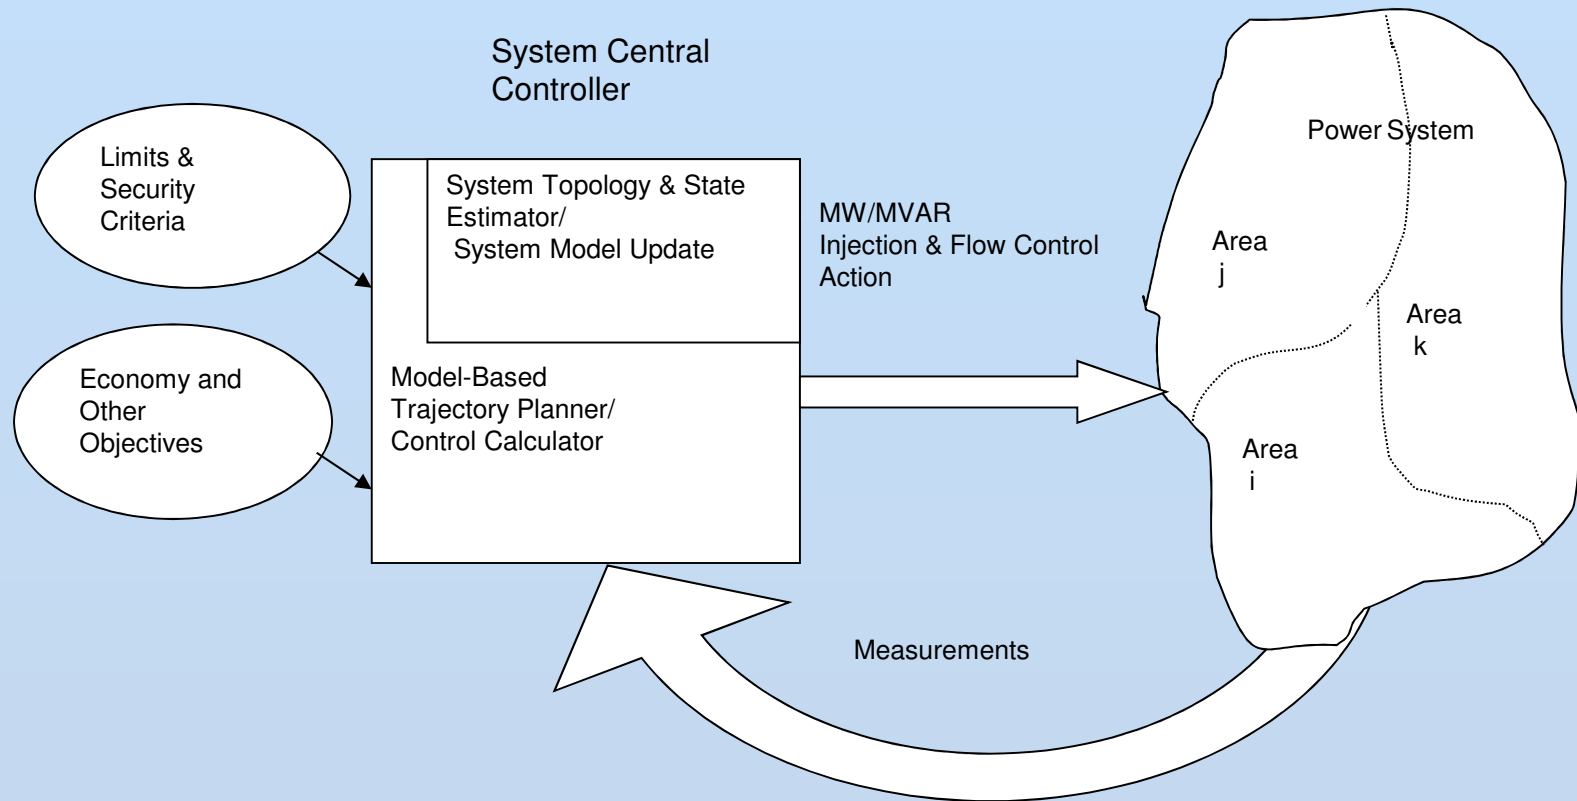 System Central
Controller
Limits &
Security
Criteria
System Topology & State
Estimator/
System Model Update
MW/MVAR
Injection & Flow Control
Action
Power System
Area
j
Area
k
Economy and
Other
Objectives
Model-Based
Trajectory Planner/
Control Calculator
Area
i
Measurements